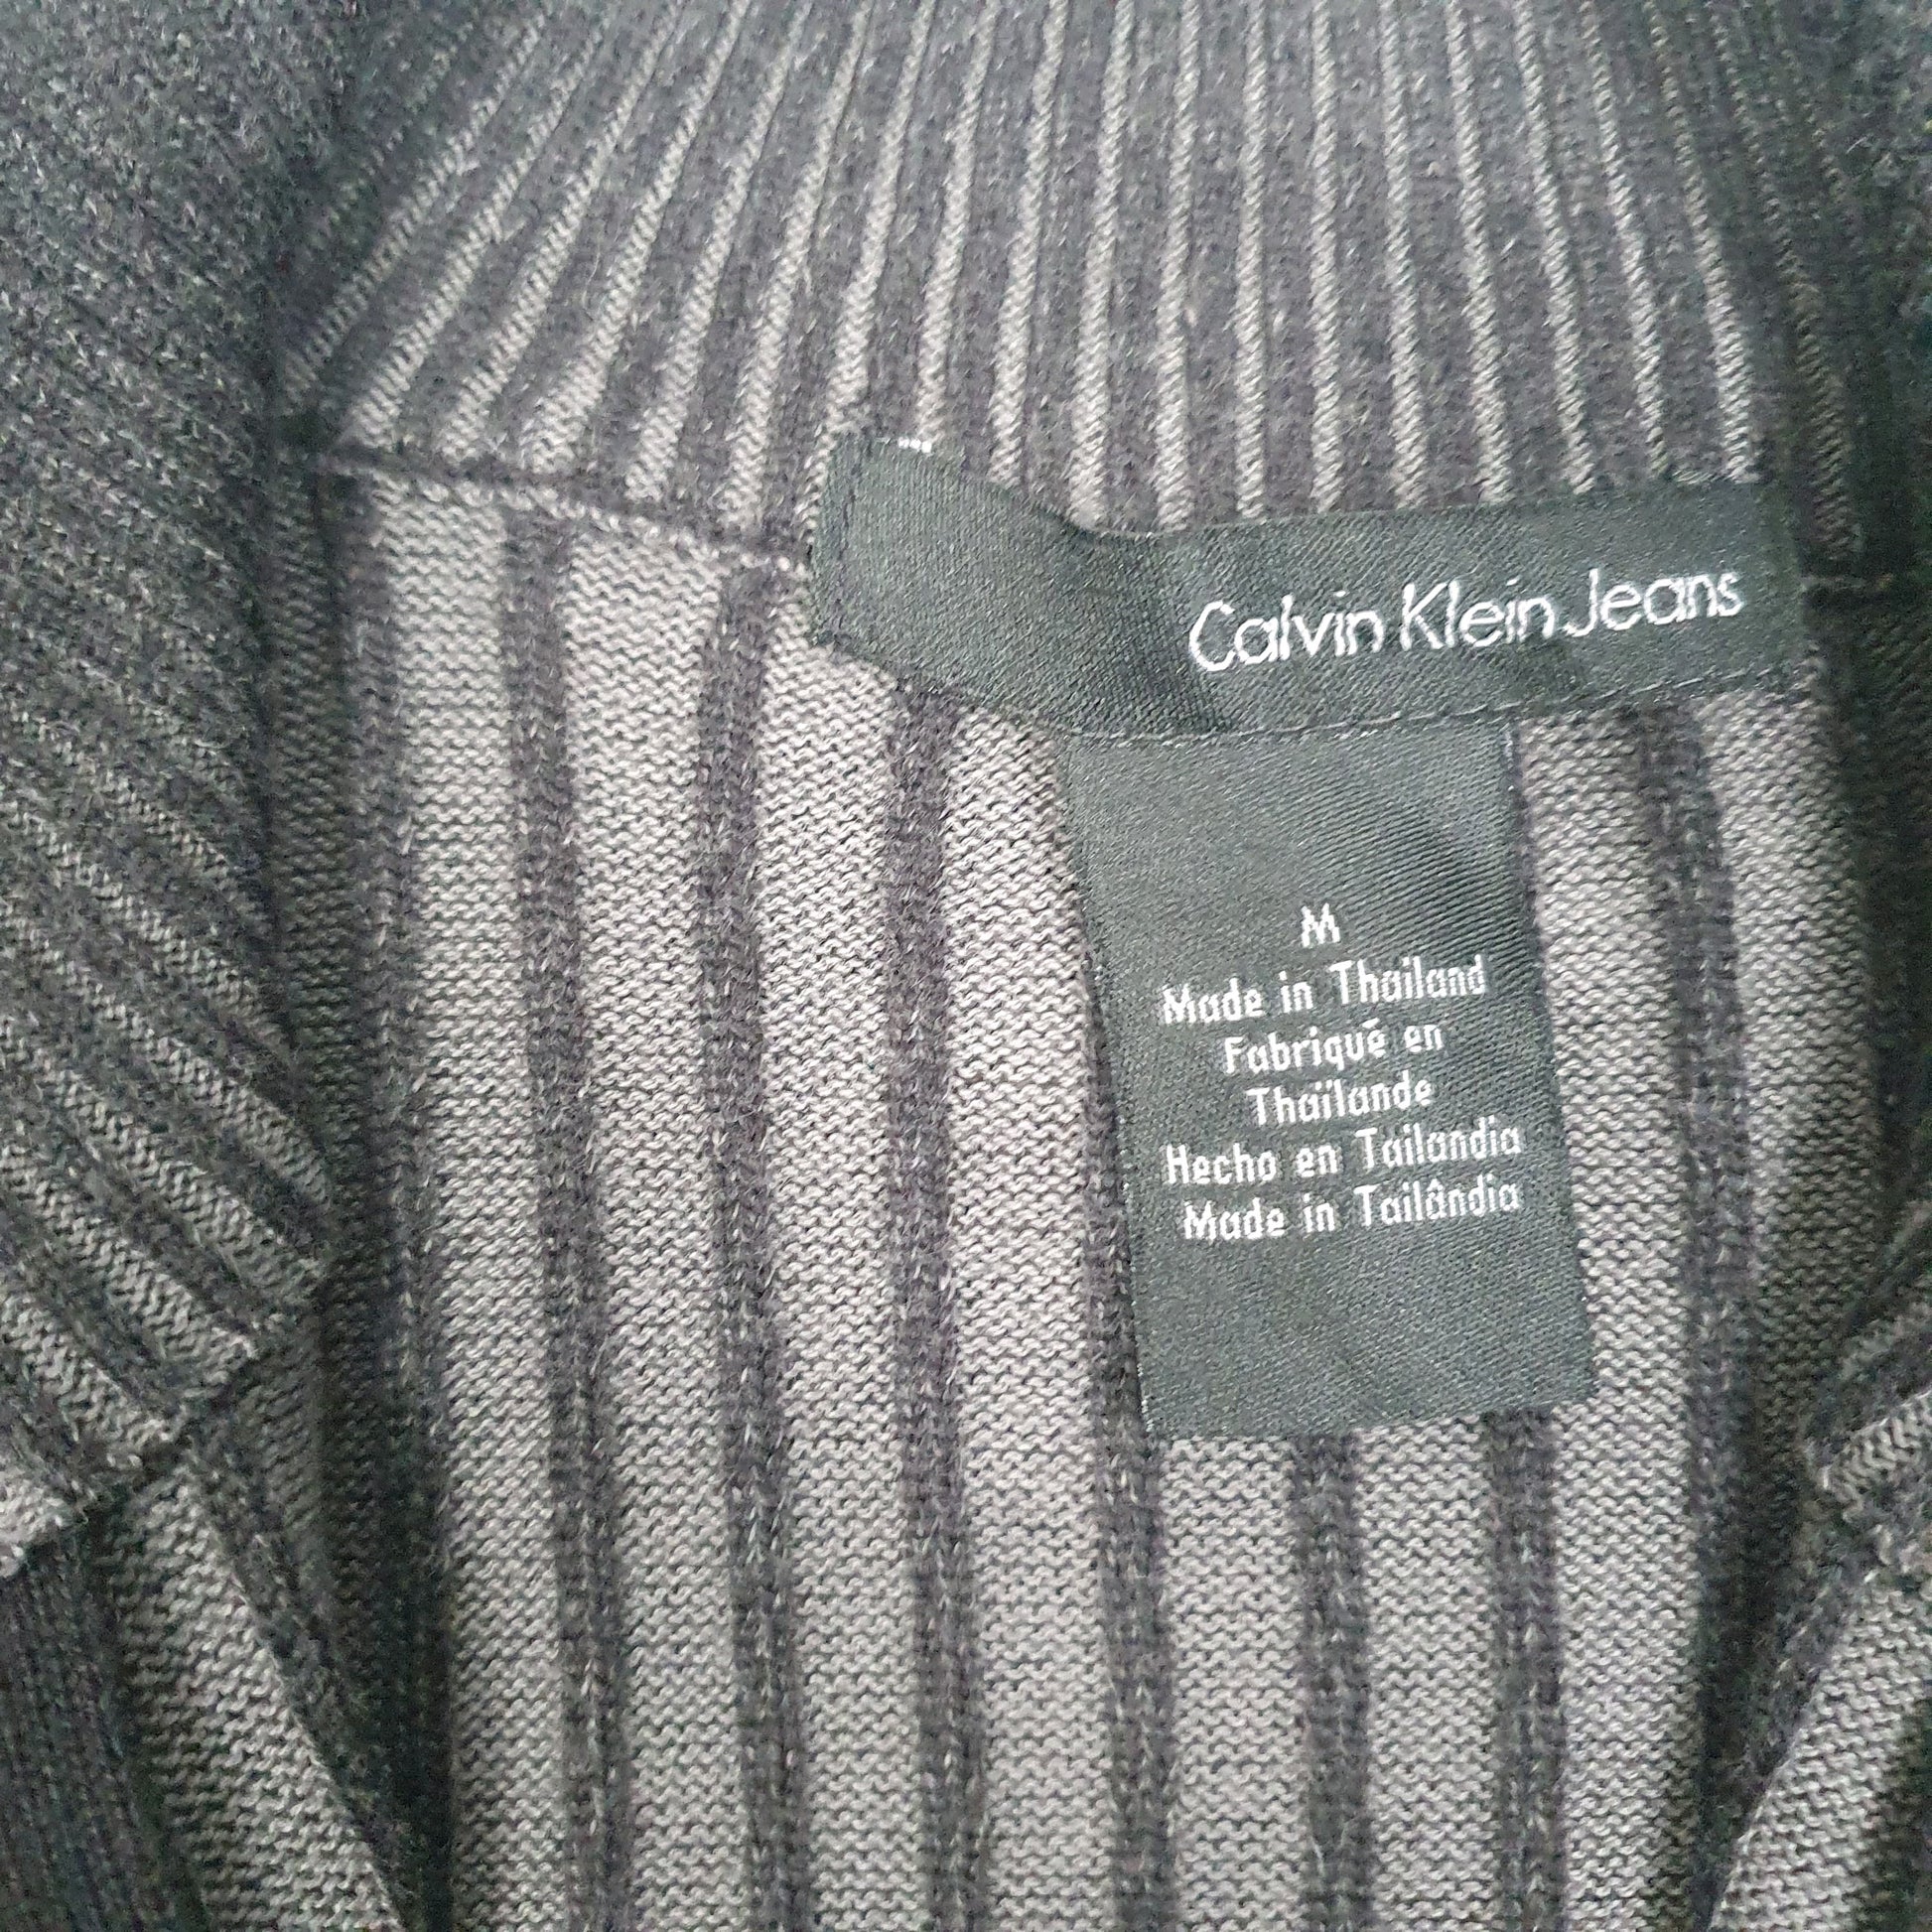 Calvin Klein Jeans
M
Made in Thailand
Fabriqué en
Thaïlande
Hecho en Tailandia
Made in Tailândia